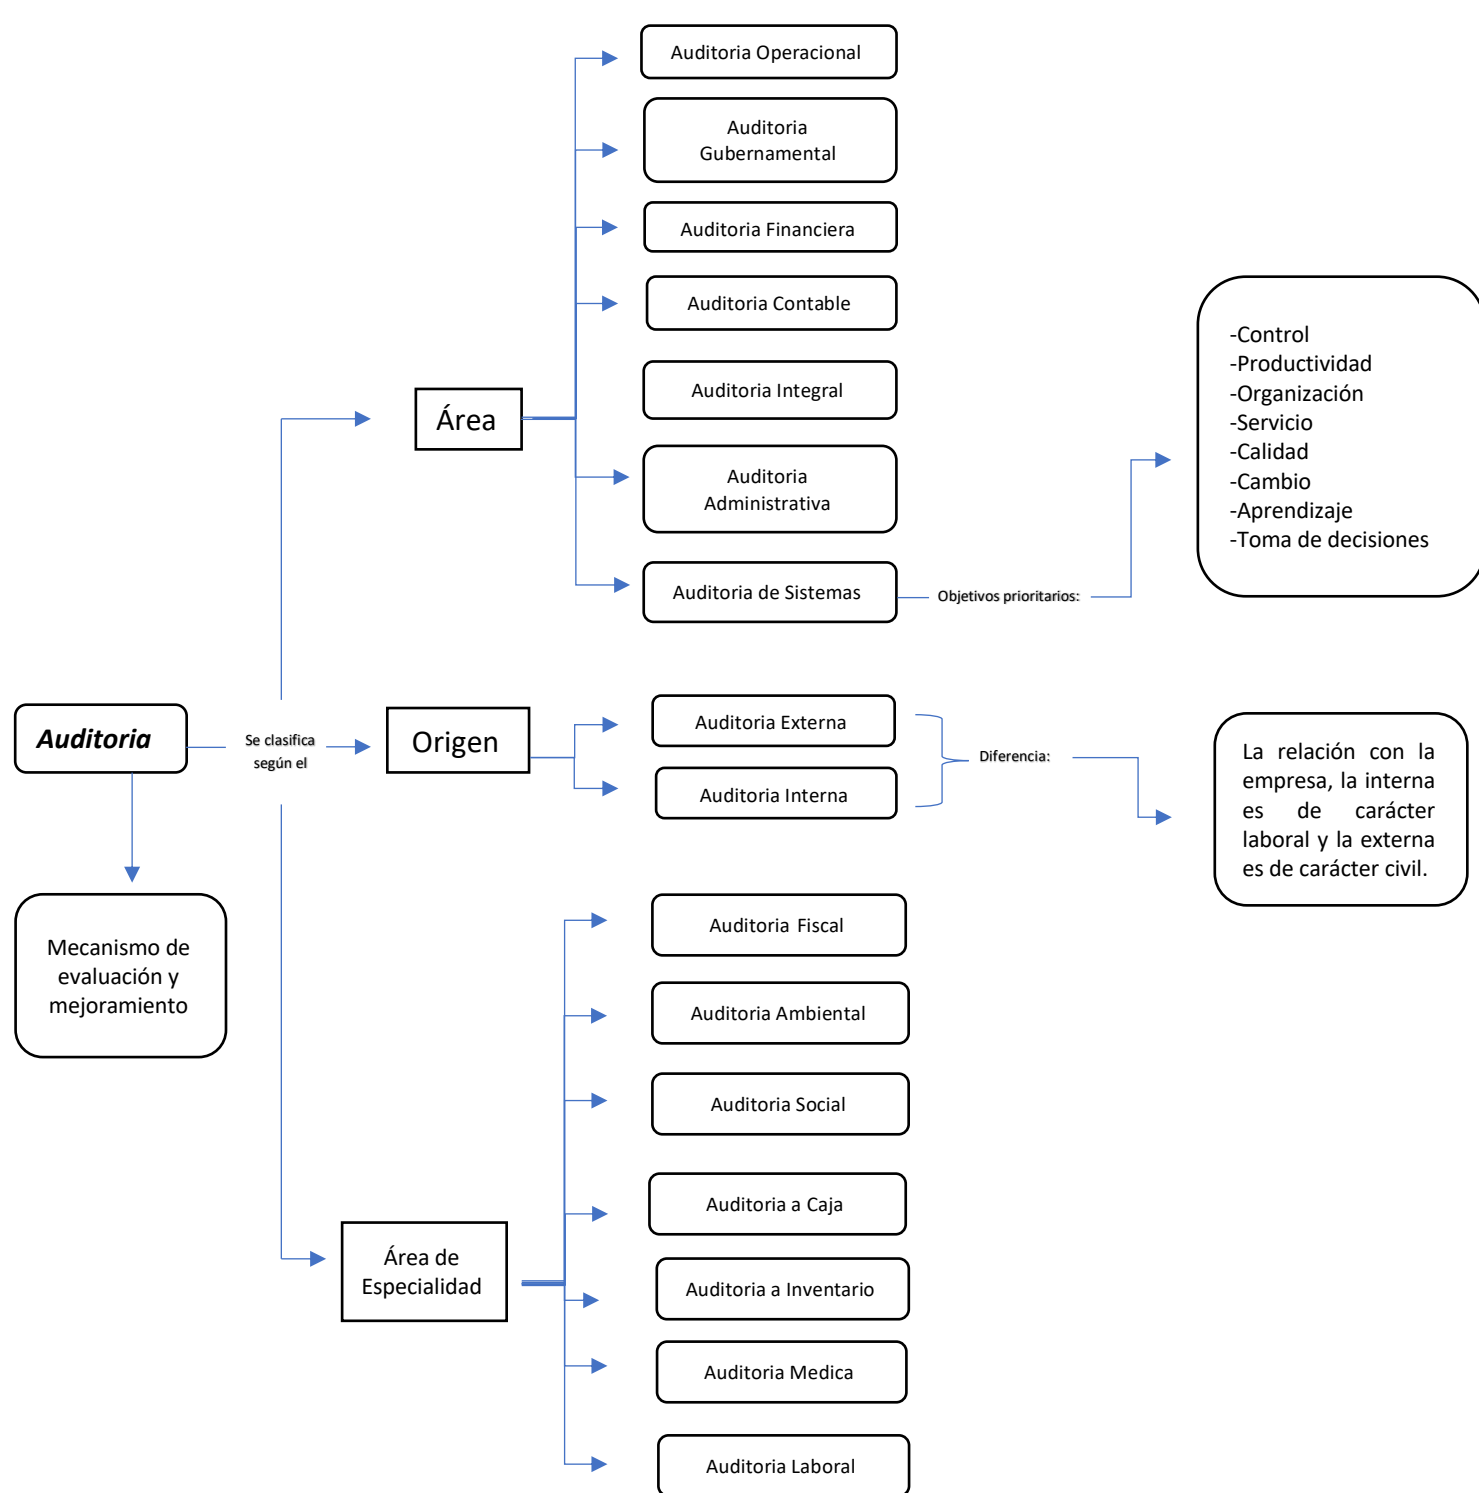 Auditoria Operacional
Auditoria
Gubernamental
Auditoria Financiera
Auditoria Contable
Auditoria Integral
Auditoria
Administrativa
Auditoria de Sistemas
Objetivos prioritarios:
-Control
-Productividad
-Organización
-Servicio
-Calidad
-Cambio
-Aprendizaje
-Toma de decisiones
Área
Auditoria
Se clasifica
según el
Origen
Auditoria Externa
Auditoria Interna
Diferencia:
La relación con la
empresa, la interna
es de carácter
laboral y la externa
es de carácter civil.
Mecanismo de
evaluación y
mejoramiento
Área de
Especialidad
Auditoria Fiscal
Auditoria Ambiental
Auditoria Social
Auditoria a Caja
Auditoria a Inventario
Auditoria Medica
Auditoria Laboral